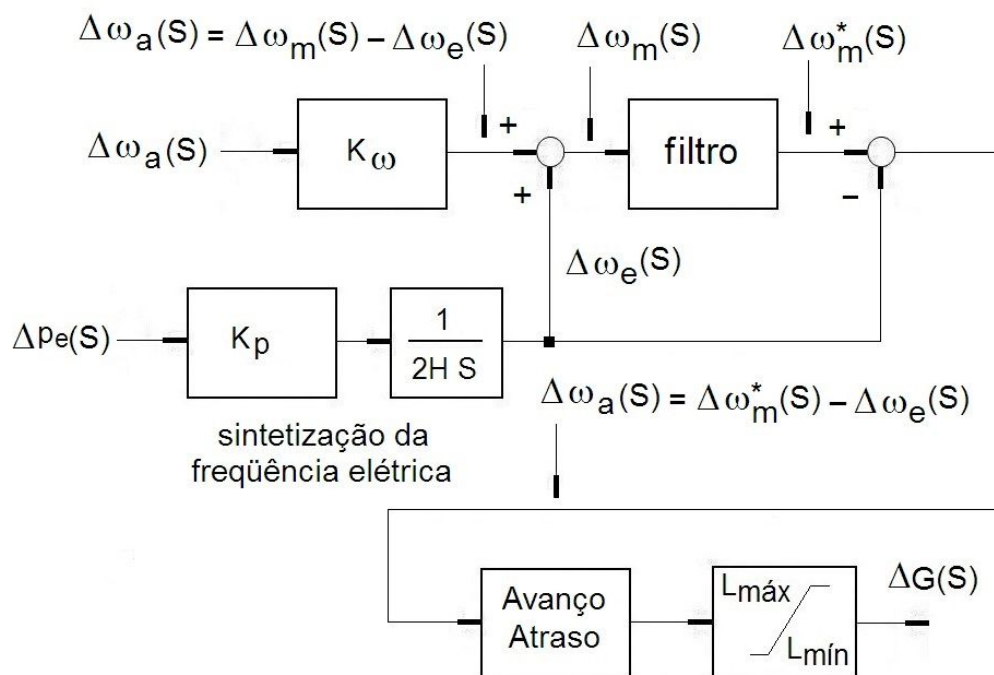 Δωa(S) = Δωm(S) – Δωe(S)
Δωm(S)
Δω*m(S)
Δωa(S)
Kω
+
+
filtro
+
–
Δωe(S)
Δpe(S)
Kp
1
2H S
sintetização da
freqüência elétrica
Δωa(S) = Δω*m(S) – Δωe(S)
Avanço
Atraso
Lmáx
Lmín
ΔG(S)